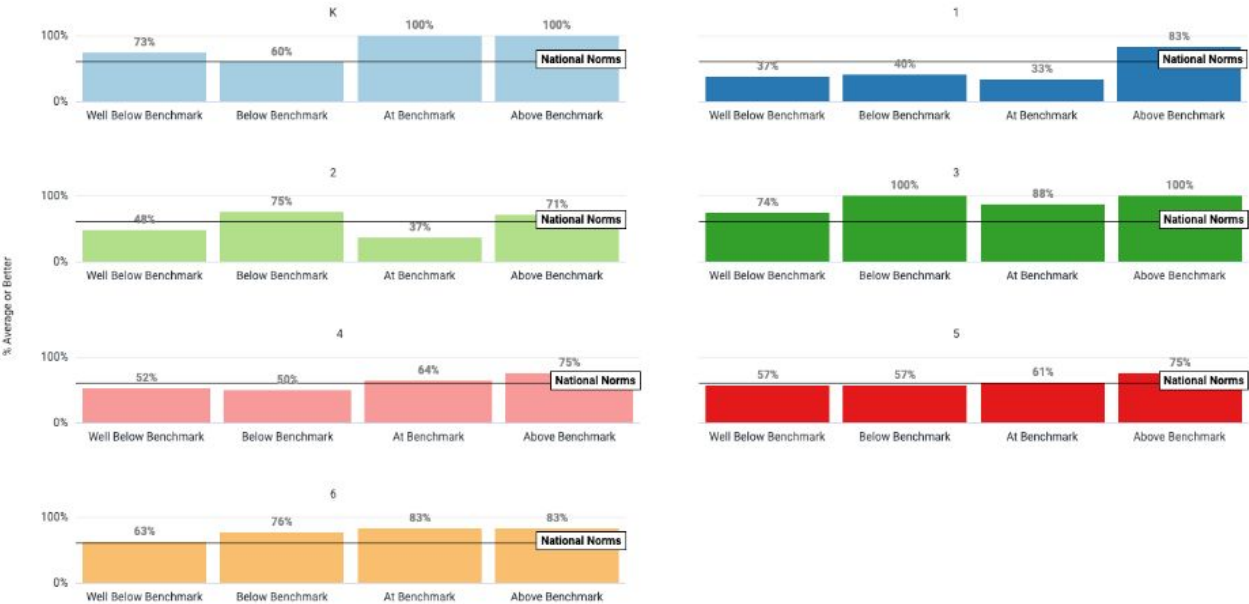 K
100%
73%
60%
100%
100%
National Norms
0%
Well Below Benchmark
Below Benchmark
At Benchmark
Above Benchmark
1
37%
40%
33%
83%
National Norms
Well Below Benchmark
Below Benchmark
At Benchmark
Above Benchmark
2
100%
48%
75%
37%
71%
National Norms
0%
Well Below Benchmark
Below Benchmark
At Benchmark
Above Benchmark
3
74%
100%
88%
100%
National Norms
Well Below Benchmark
Below Benchmark
At Benchmark
Above Benchmark
% Average or Better
4
100%
52%
50%
64%
75%
National Norms
0%
Well Below Benchmark
Below Benchmark
At Benchmark
Above Benchmark
5
57%
57%
61%
75%
National Norms
Well Below Benchmark
Below Benchmark
At Benchmark
Above Benchmark
6
100%
63%
76%
83%
83%
National Norms
0%
Well Below Benchmark
Below Benchmark
At Benchmark
Above Benchmark